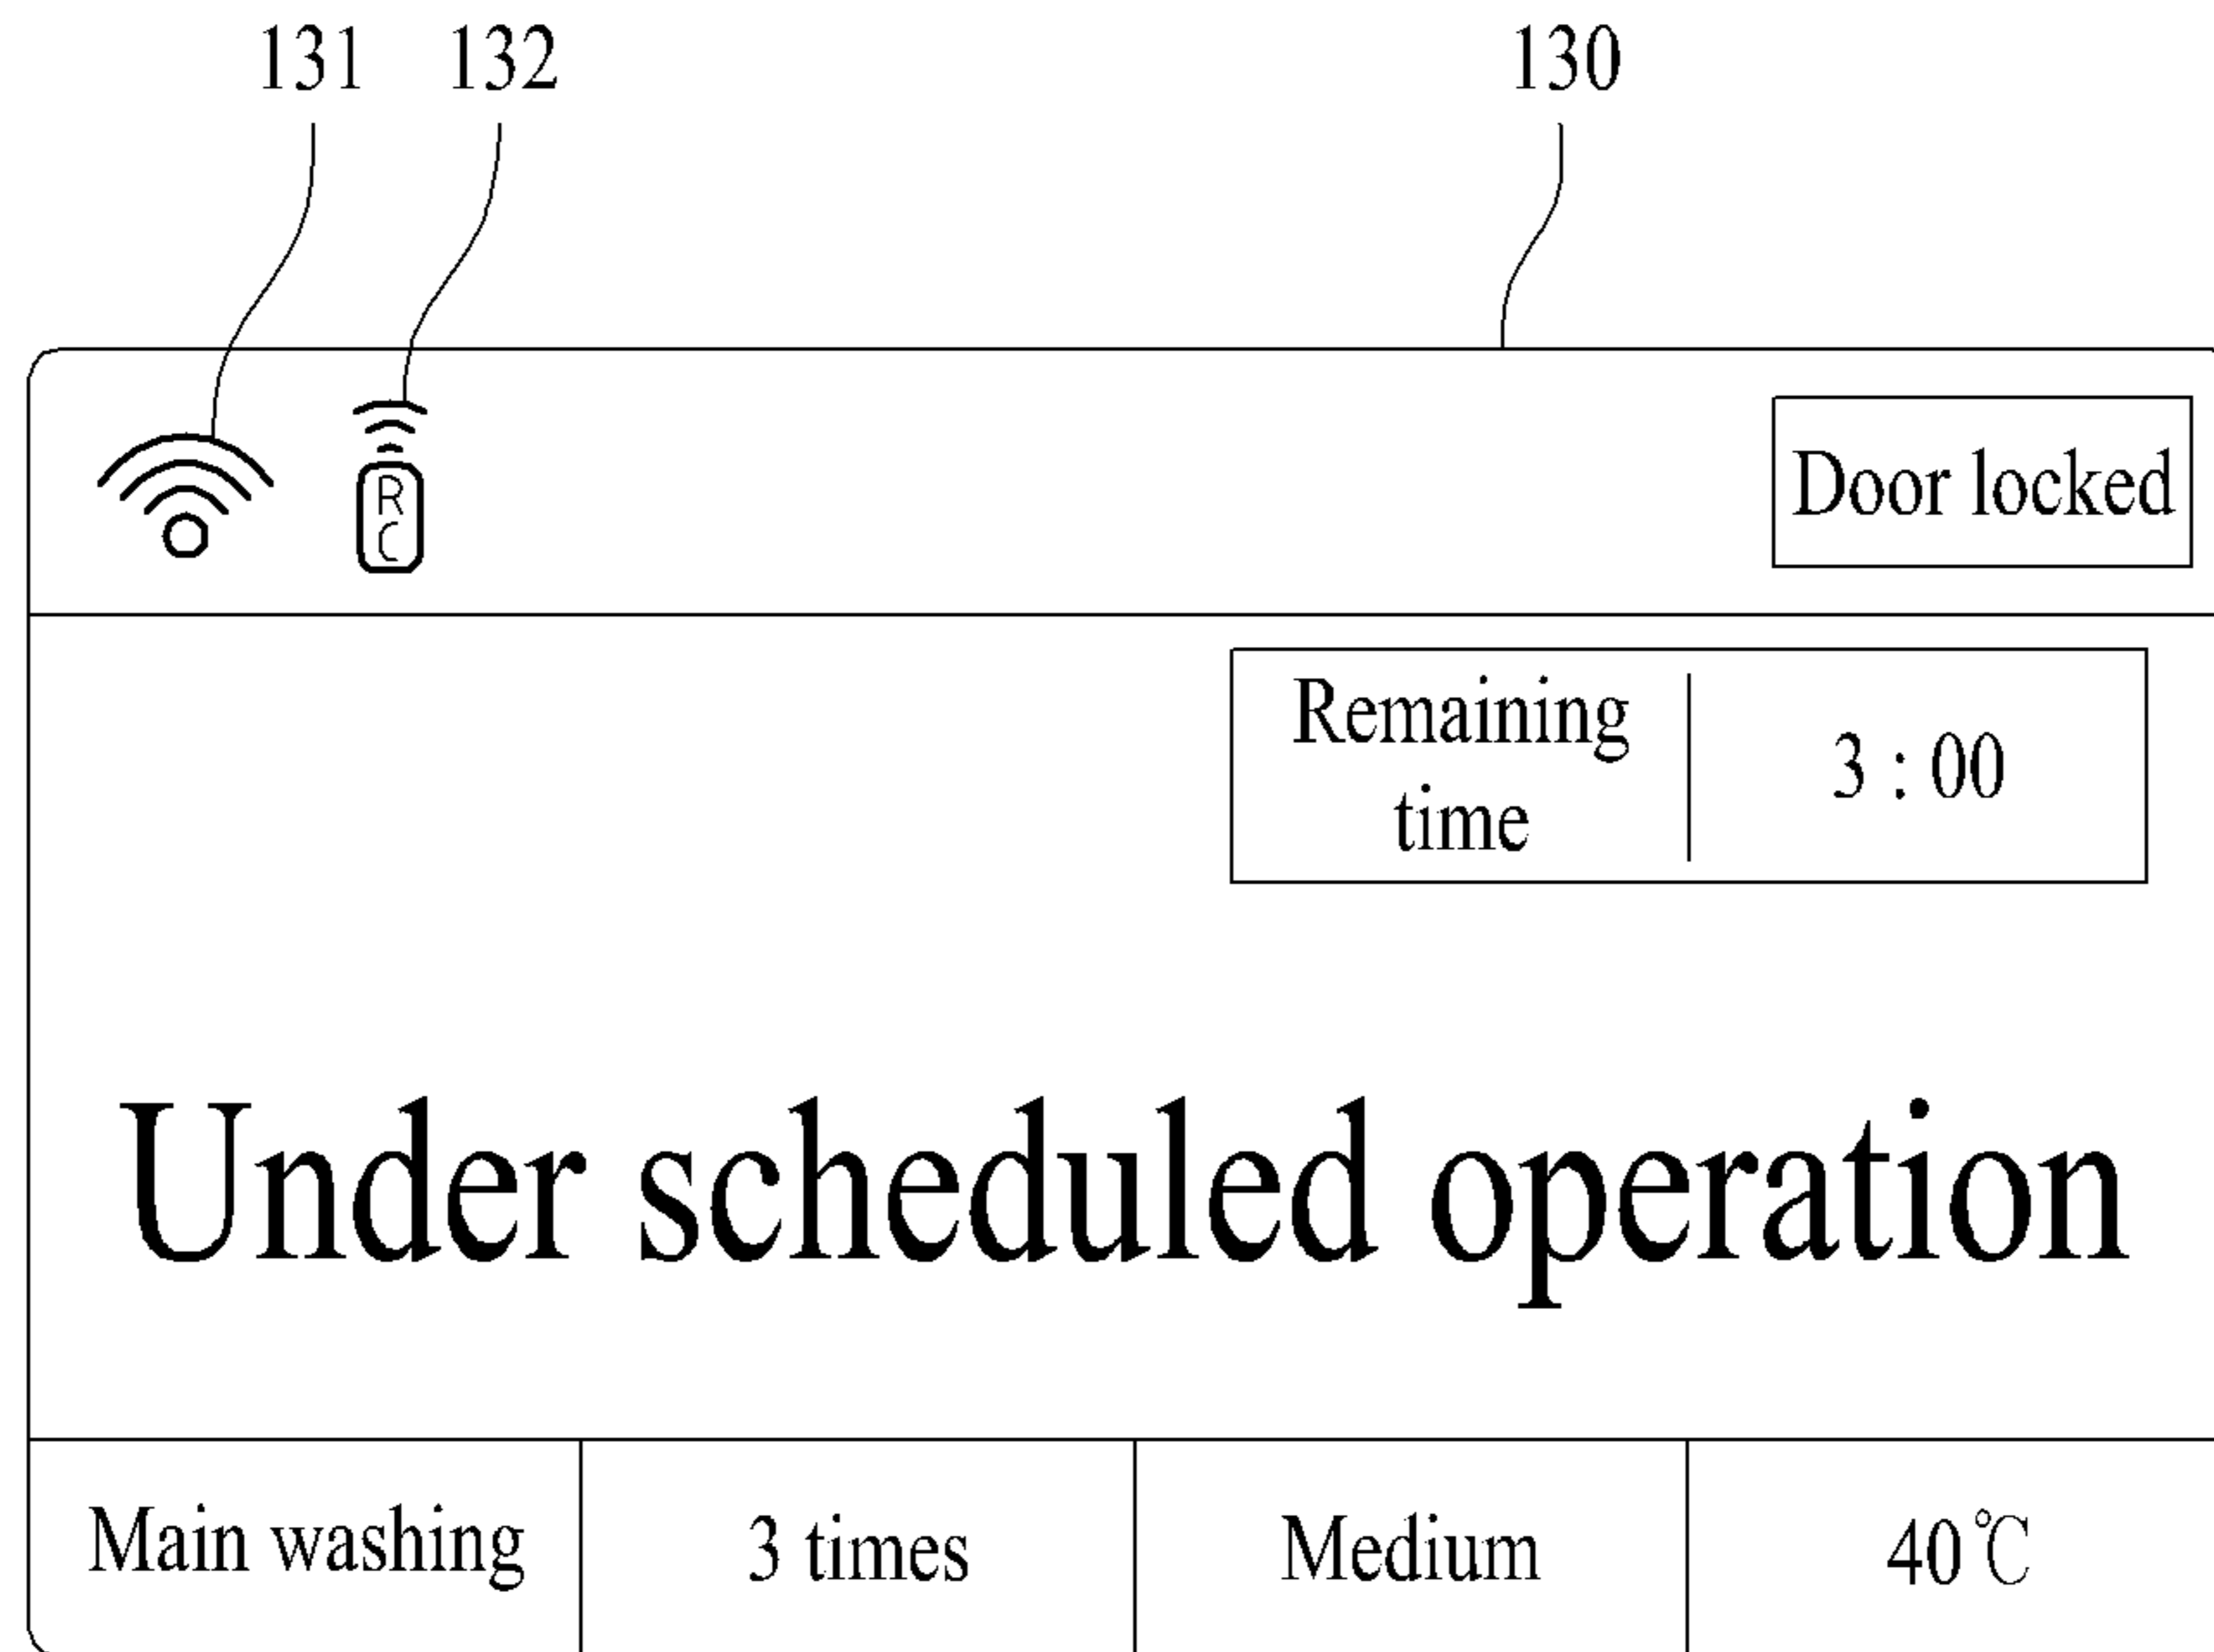 131 132 130
R
C
Door locked
Remaining
time
3 : 00
Under scheduled operation
Main washing 3 times Medium 40℃